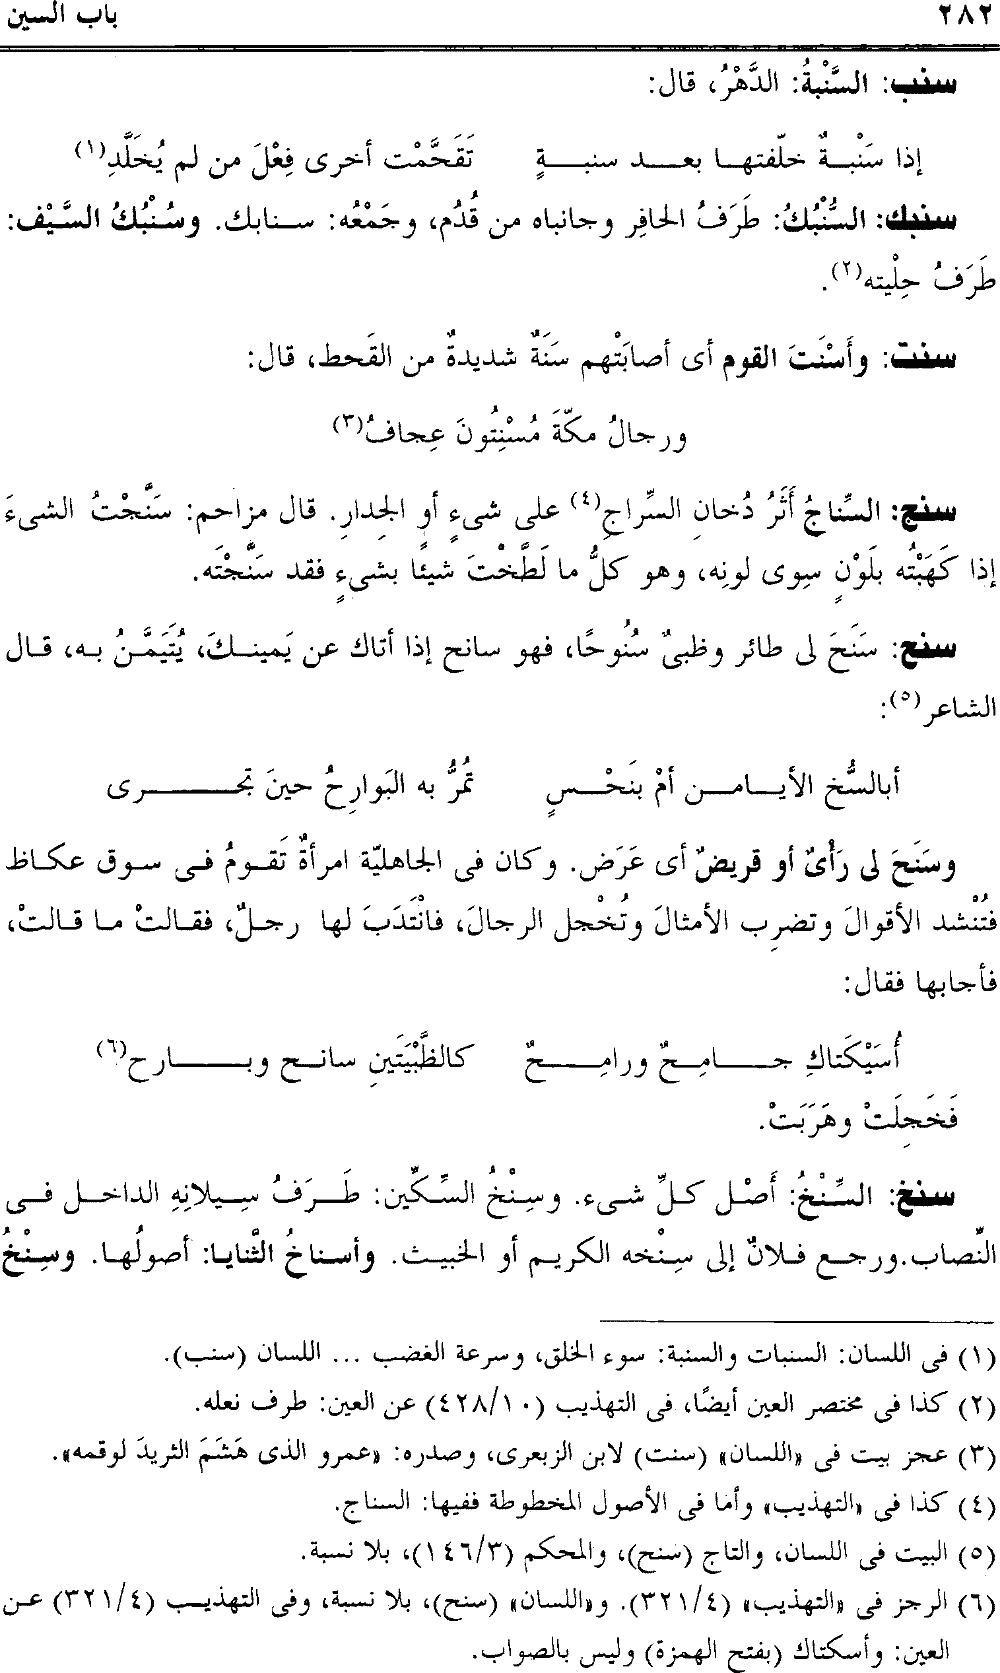 ٢٨٢ باب السين
سنب: السَّنْبةُ: الدَّهْرُ، قال:
إذا سَنْبةٌ خلّفتها بعد سنبةٍ تَقَحَّمْت أخرى فِعْلَ من لم يُخَلَّدِ(١)
سنبك: السُّنْبُكُ: طَرَفُ الحافِر وجانباه من قُدُم، وجَمْعُه: سنابك. وسُنْبُكُ السَّيْف:
طَرَفُ حِلْيته(٢).
سنت: وأَسْنَتَ القوم أى أصابَتْهم سَنَةٌ شديدةٌ من القَحط، قال:
ورجالُ مكّةَ مُسْنِتُونَ عِجافُ(٣)
سنج: السِّناجُ أَثَرُ دُخانِ السِّراجِ(٤) على شىءٍ أو الجِدارِ. قال مزاحم: سَنَّجْتُ الشىءَ
إذا كَهَبْتُه بلَوْنٍ سِوى لونِه، وهو كلُّ ما لَطَّخْتَ شيئًا بشىءٍ فقد سَنَّجْتَه.
سنح: سَنَحَ لى طائر وظبىٌ سُنُوحًا، فهو سانح إذا أتاك عن يَمينك، يُتَيَمَّنُ به، قال
الشاعر(٥):
أبالسُّخ الأيامن أمْ بنَحْسٍ تَمُرُّ به البَوارِحُ حينَ تجرى
وسَنَحَ لى رَأْىٌ أو قريضٌ أى عَرَض. وكان فى الجاهليّة امرأةٌ تَقومُ فى سوق عكاظ
فتُنْشد الأقوالَ وتضرِب الأمثالَ وتُخْجل الرجالَ، فانْتَدَبَ لها رجلٌ، فقالتْ ما قالتْ،
فأجابها فقال:
أُسَيْكَتاكِ جامِحٌ ورامِحٌ كالظَّبْيَتَينِ سانح وبارح(٦)
فَخَجِلَتْ وهَرَبَتْ.
سنخ: السِّنْخُ: أَصْل كلِّ شىء. وسِنْخُ السِّكِّين: طَرَفُ سِيلانِهِ الداخل فى
النِّصاب.ورجع فلانٌ إلى سِنْخه الكريم أو الخبيث. وأسناخُ الثَّنايا: أصولُها. وسِنْخُ
(١) فى اللسان: السنبات والسنبة: سوء الخلق، وسرعة الغضب ... اللسان (سنب).
(٢) كذا فى مختصر العين أيضًا، فى التهذيب (٤٢٨/١٠) عن العين: طرف نعله.
(٣) عجز بيت فى «اللسان» (سنت) لابن الزبعرى، وصدره: «عمرو الذى هَشَمَ الثريدَ لوقمه».
(٤) كذا فى «التهذيب» وأما فى الأصول المخطوطة ففيها: السناج.
(٥) البيت فى اللسان، والتاج (سنح)، والمحكم (١٤٦/٣)، بلا نسبة.
(٦) الرجز فى «التهذيب» (٣٢١/٤). و«اللسان» (سنح)، بلا نسبة، وفى التهذيب (٣٢١/٤) عن
العين: وأسكتاك (بفتح الهمزة) وليس بالصواب.